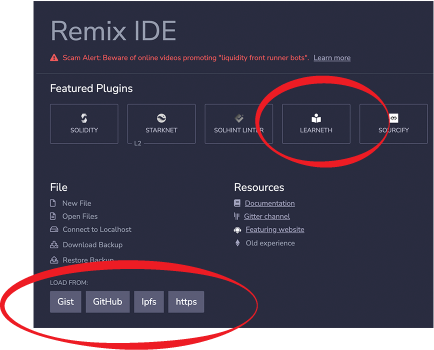 Remix IDE
Scam Alert: Beware of online videos promoting "liquidity front runner bots". Learn more
Featured Plugins
SOLIDITY
STARKNET
L2
SOLHINT LINTER
LEARNETH
SOURCIFY
File
New File
Open Files
Connect to Localhost
Download Backup
Restore Backup
LOAD FROM:
Gist GitHub Ipfs https
Resources
Documentation
Gitter channel
Featuring website
Old experience